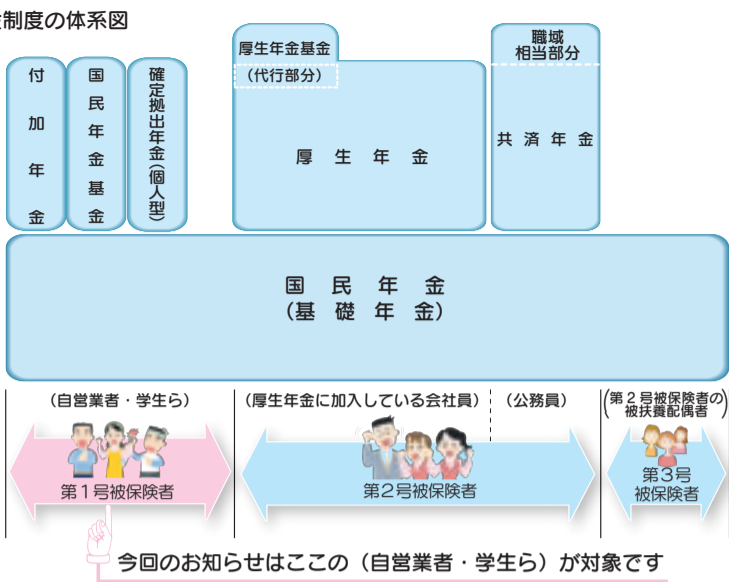 制度の体系図
付加年金
国民年金基金
確定拠出年金(個人型)
厚生年金基金
(代行部分)
厚生年金
職域
相当部分
共済年金
国民年金
(基礎年金)
(自営業者・学生ら)
(厚生年金に加入している会社員)
(公務員)
(第2号被保険者の
被扶養配偶者)
第1号被保険者
第2号被保険者
第3号
被保険者
今回のお知らせはここの(自営業者・学生ら)が対象です